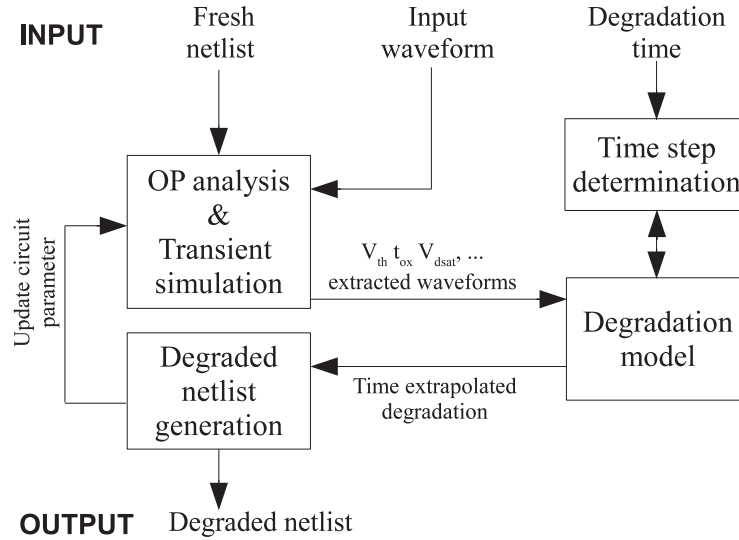 INPUT
Fresh
netlist
Input
waveform
Degradation
time
OP analysis
&
Transient
simulation
Time step
determination
Update circuit
parameter
Vth tox Vdsat, ...
extracted waveforms
Degradation
model
Degraded
netlist
generation
Time extrapolated
degradation
OUTPUT
Degraded netlist